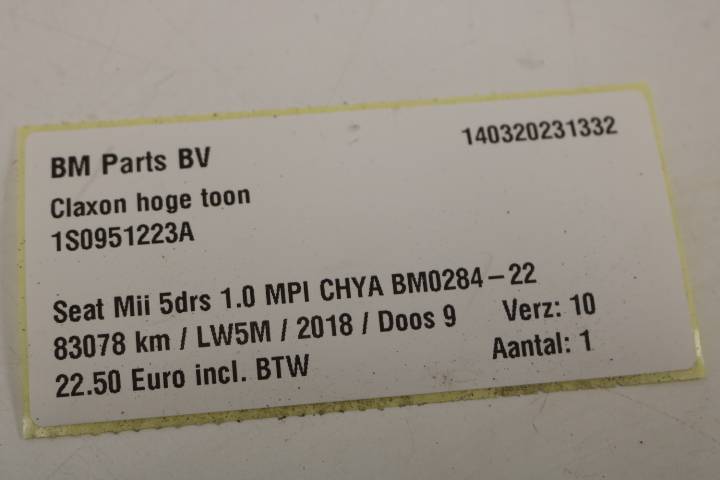 BM Parts BV 140320231332
Claxon hoge toon
1S0951223A
Seat Mii 5drs 1.0 MPI CHYA BM0284-22
83078 km / LW5M / 2018 / Doos 9 Verz: 10
22.50 Euro incl. BTW Aantal: 1